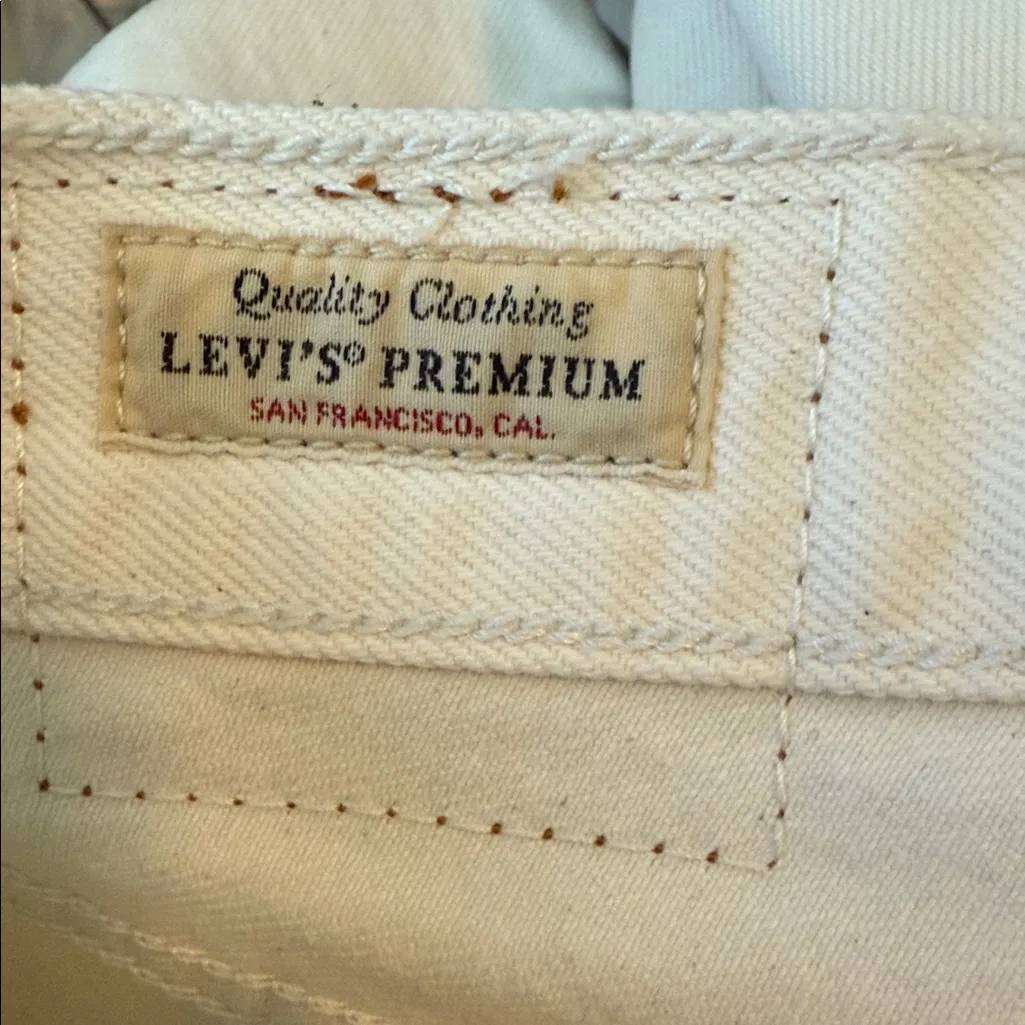 Quality Clothing
LEVI'S® PREMIUM
SAN FRANCISCO, CAL.